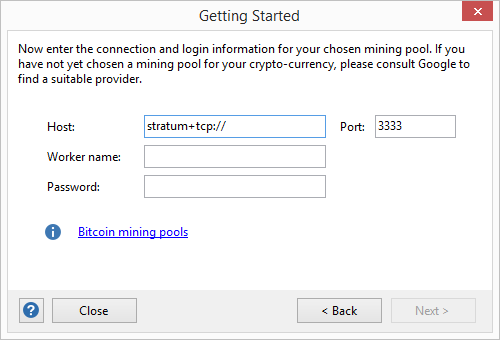 Getting Started
Now enter the connection and login information for your chosen mining pool. If you
have not yet chosen a mining pool for your crypto-currency, please consult Google to
find a suitable provider.
Host: stratum+tcp:// Port: 3333
Worker name:
Password:
Bitcoin mining pools
? Close < Back Next >